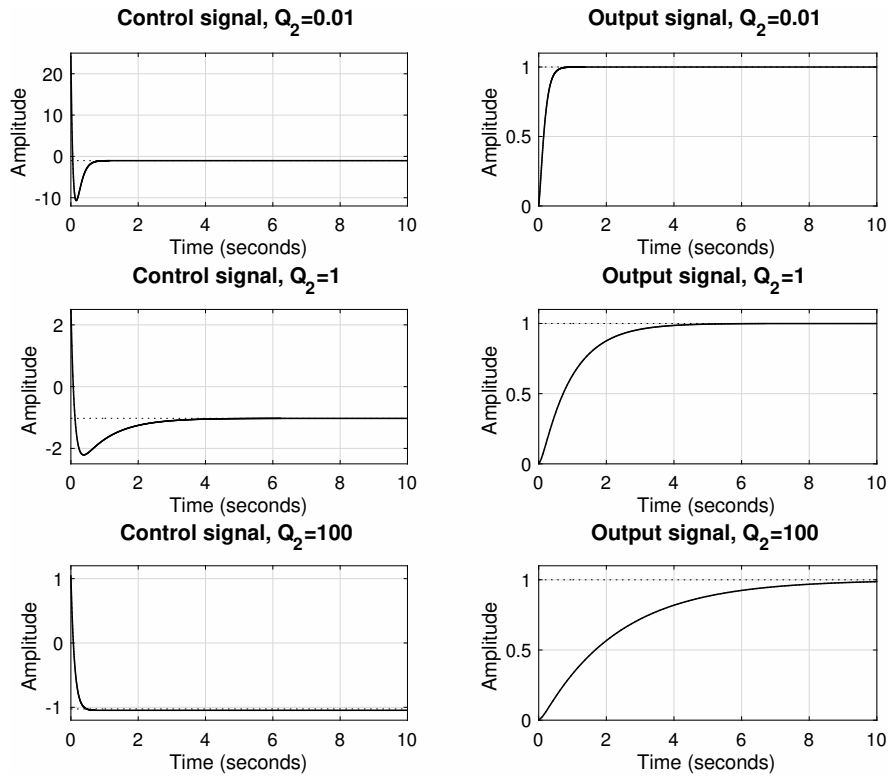 Control signal, Q2=0.01
Amplitude
20
10
0
-10
0 2 4 6 8 10
Time (seconds)
Output signal, Q2=0.01
Amplitude
1
0.5
0
0 2 4 6 8 10
Time (seconds)
Control signal, Q2=1
Amplitude
2
0
-2
0 2 4 6 8 10
Time (seconds)
Output signal, Q2=1
Amplitude
1
0.5
0
0 2 4 6 8 10
Time (seconds)
Control signal, Q2=100
Amplitude
1
0
-1
0 2 4 6 8 10
Time (seconds)
Output signal, Q2=100
Amplitude
1
0.5
0
0 2 4 6 8 10
Time (seconds)